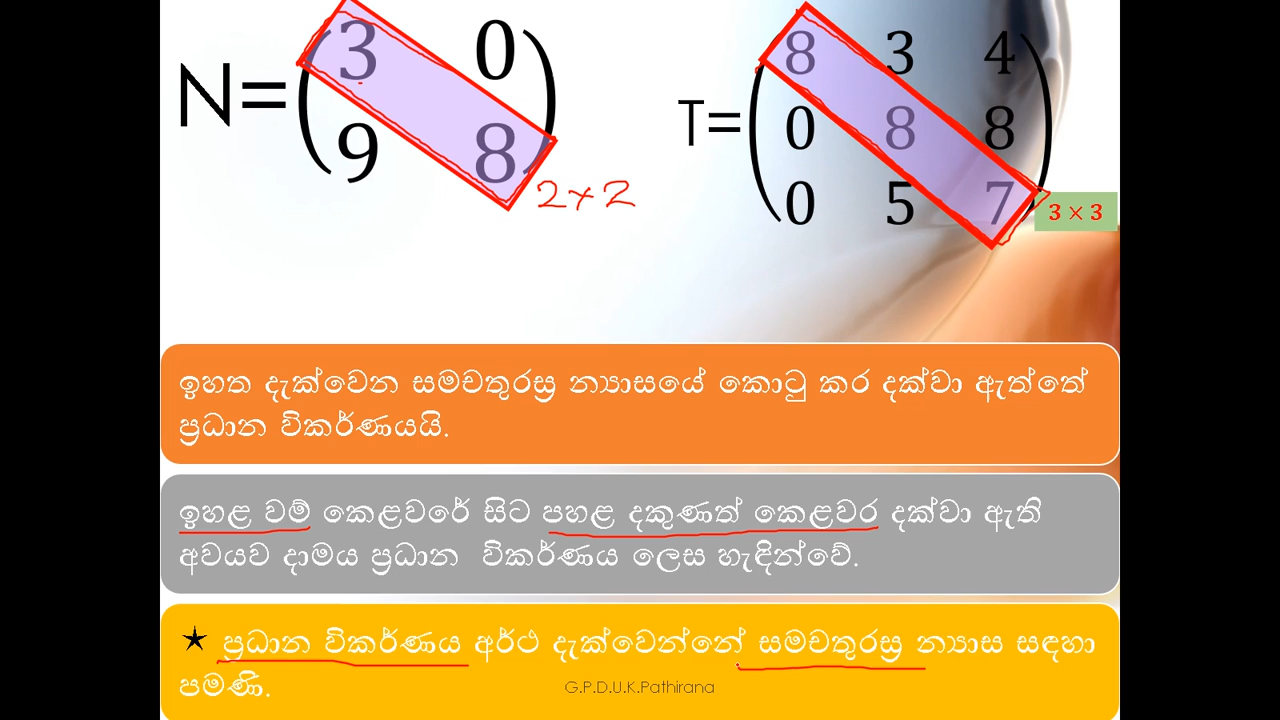 N= (3 0
9 8) 2×2
T= (8 3 4
0 8 8
0 5 7) 3 × 3
ඉහත දැක්වෙන සමචතුරස්‍ර න්‍යාසයේ කොටු කර දක්වා ඇත්තේ
ප්‍රධාන විකර්ණයයි.
ඉහළ වම් කෙළවරේ සිට පහළ දකුණත් කෙළවර දක්වා ඇති
අවයව දාමය ප්‍රධාන විකර්ණය ලෙස හැඳින්වේ.
★ ප්‍රධාන විකර්ණය අර්ථ දැක්වෙන්නේ සමචතුරස්‍ර න්‍යාස සඳහා
පමණි.
G.P.D.U.K.Pathirana